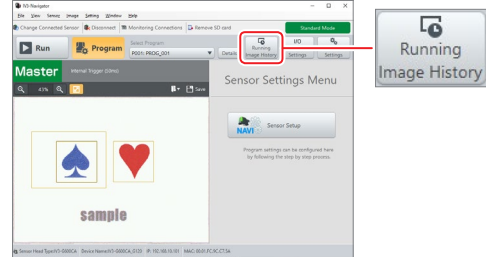 IV3-Navigator
File View Sensor Image Setting Window Help
Change Connected Sensor Disconnect Monitoring Connections Remove SD card
Standard Mode
Run
Program
Select Program
P001: PROG_001
Details
Running
Image History
I/O
Settings
Settings
Running
Image History
Master
Internal Trigger (10ms)
43%
Save
Sensor Settings Menu
NAVI
Sensor Setup
Program settings can be configured here
by following the step by step process.
sample